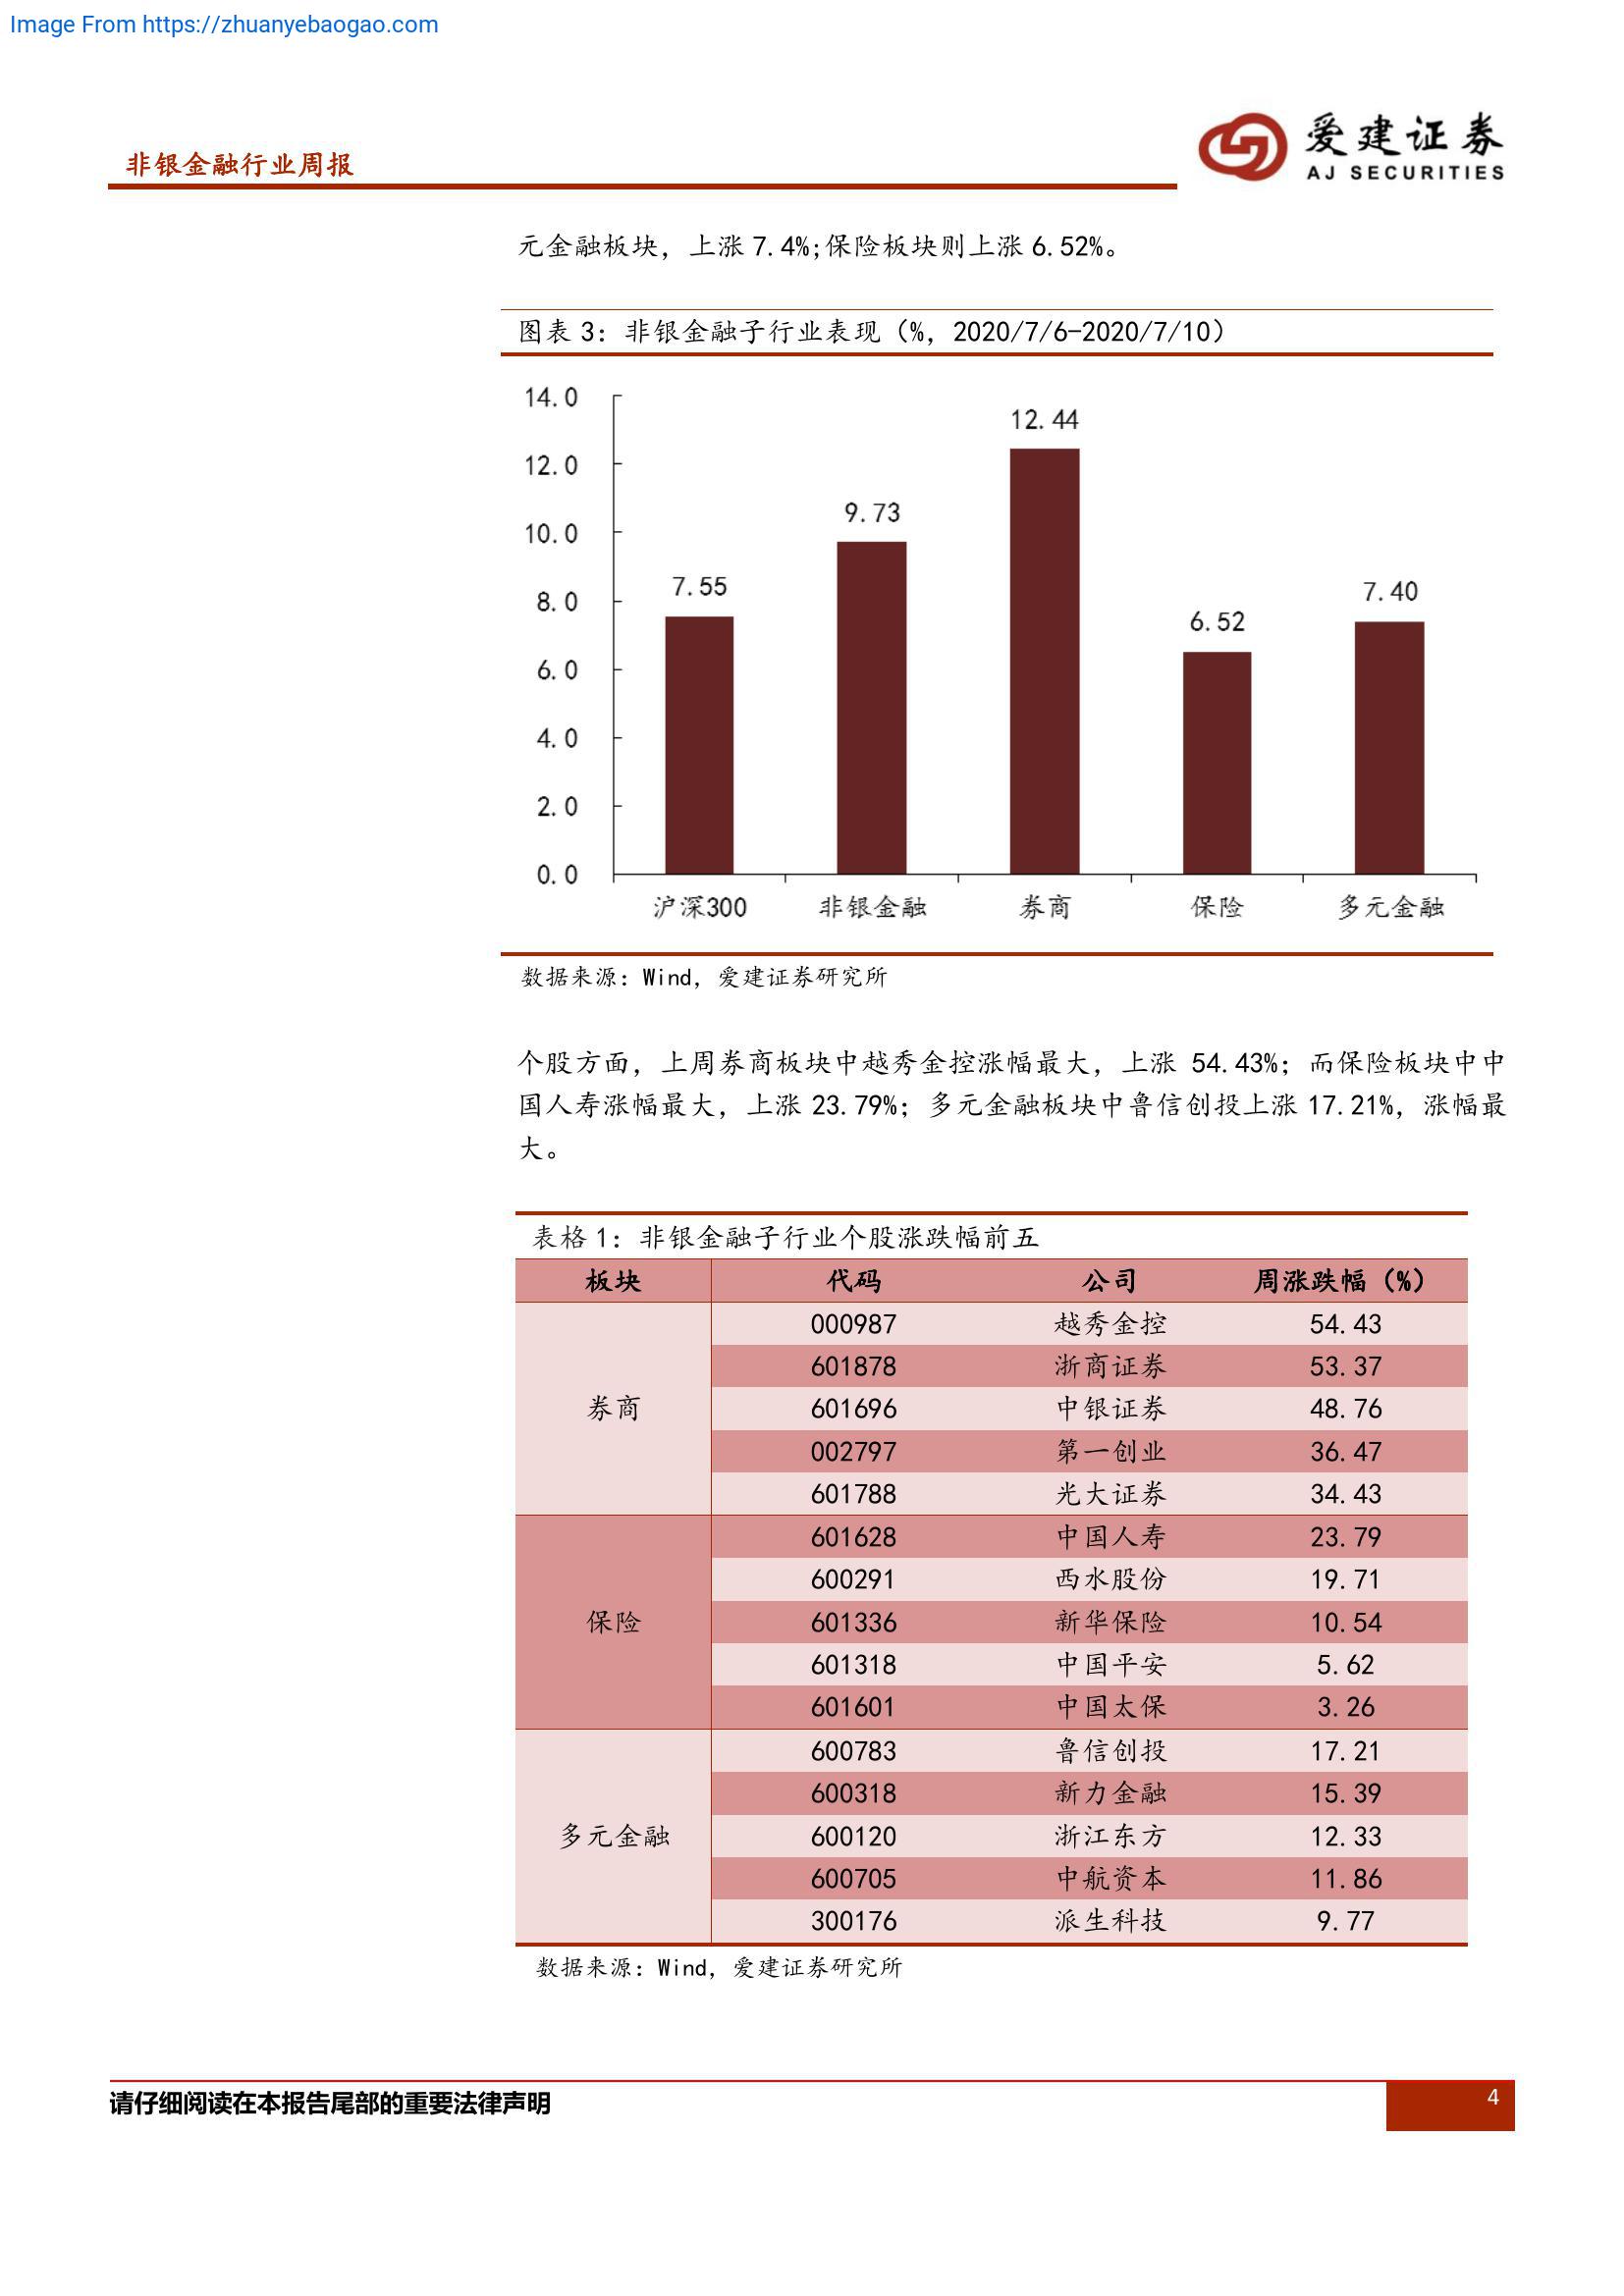 Image From https://zhuanyebaogao.com
非银金融行业周报
爱建证券
AJ SECURITIES
元金融板块，上涨 7.4%;保险板块则上涨 6.52%。
图表 3：非银金融子行业表现（%，2020/7/6-2020/7/10）
14.0
12.0
10.0
8.0
6.0
4.0
2.0
0.0
7.55
9.73
12.44
6.52
7.40
沪深300 非银金融 券商 保险 多元金融
数据来源：Wind，爱建证券研究所
个股方面，上周券商板块中越秀金控涨幅最大，上涨 54.43%；而保险板块中中
国人寿涨幅最大，上涨 23.79%；多元金融板块中鲁信创投上涨 17.21%，涨幅最
大。
表格 1：非银金融子行业个股涨跌幅前五
板块 代码 公司 周涨跌幅（%）
券商
000987 越秀金控 54.43
601878 浙商证券 53.37
601696 中银证券 48.76
002797 第一创业 36.47
601788 光大证券 34.43
保险
601628 中国人寿 23.79
600291 西水股份 19.71
601336 新华保险 10.54
601318 中国平安 5.62
601601 中国太保 3.26
多元金融
600783 鲁信创投 17.21
600318 新力金融 15.39
600120 浙江东方 12.33
600705 中航资本 11.86
300176 派生科技 9.77
数据来源：Wind，爱建证券研究所
请仔细阅读在本报告尾部的重要法律声明
4